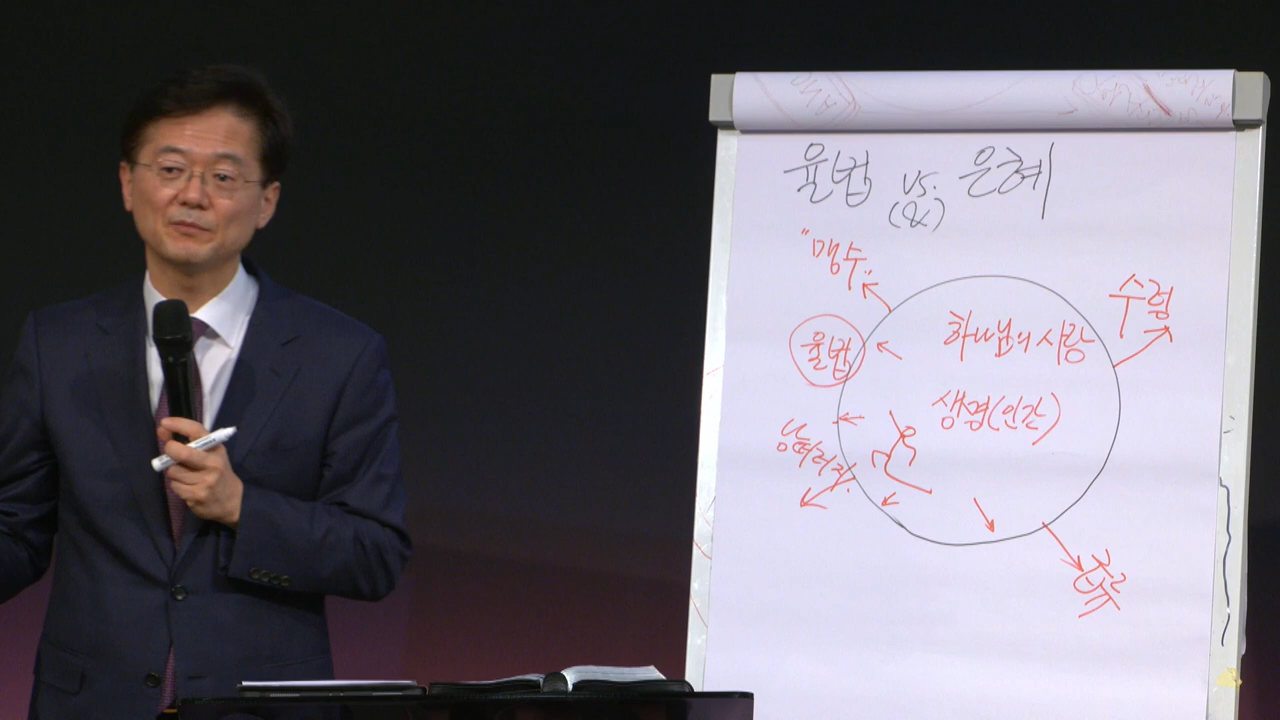 율법 vs. 은혜
(&)
"맹수"
수렁
율법
하나님의 사랑
생명(인간)
낭떠러지